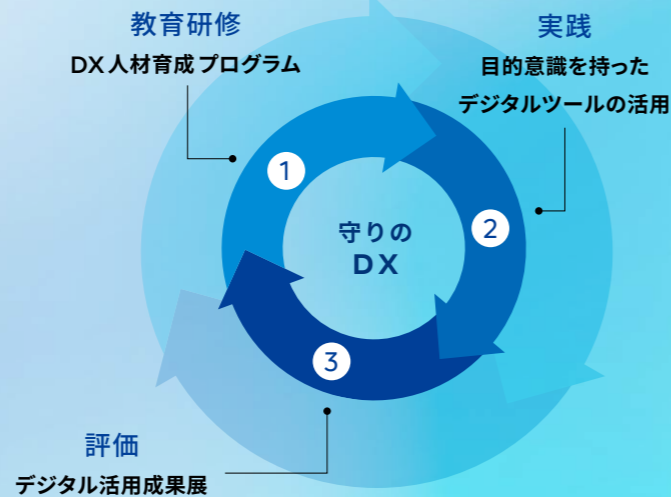 教育研修
DX人材育成プログラム
実践
目的意識を持った
デジタルツールの活用
1
2
守りの
DX
3
評価
デジタル活用成果展